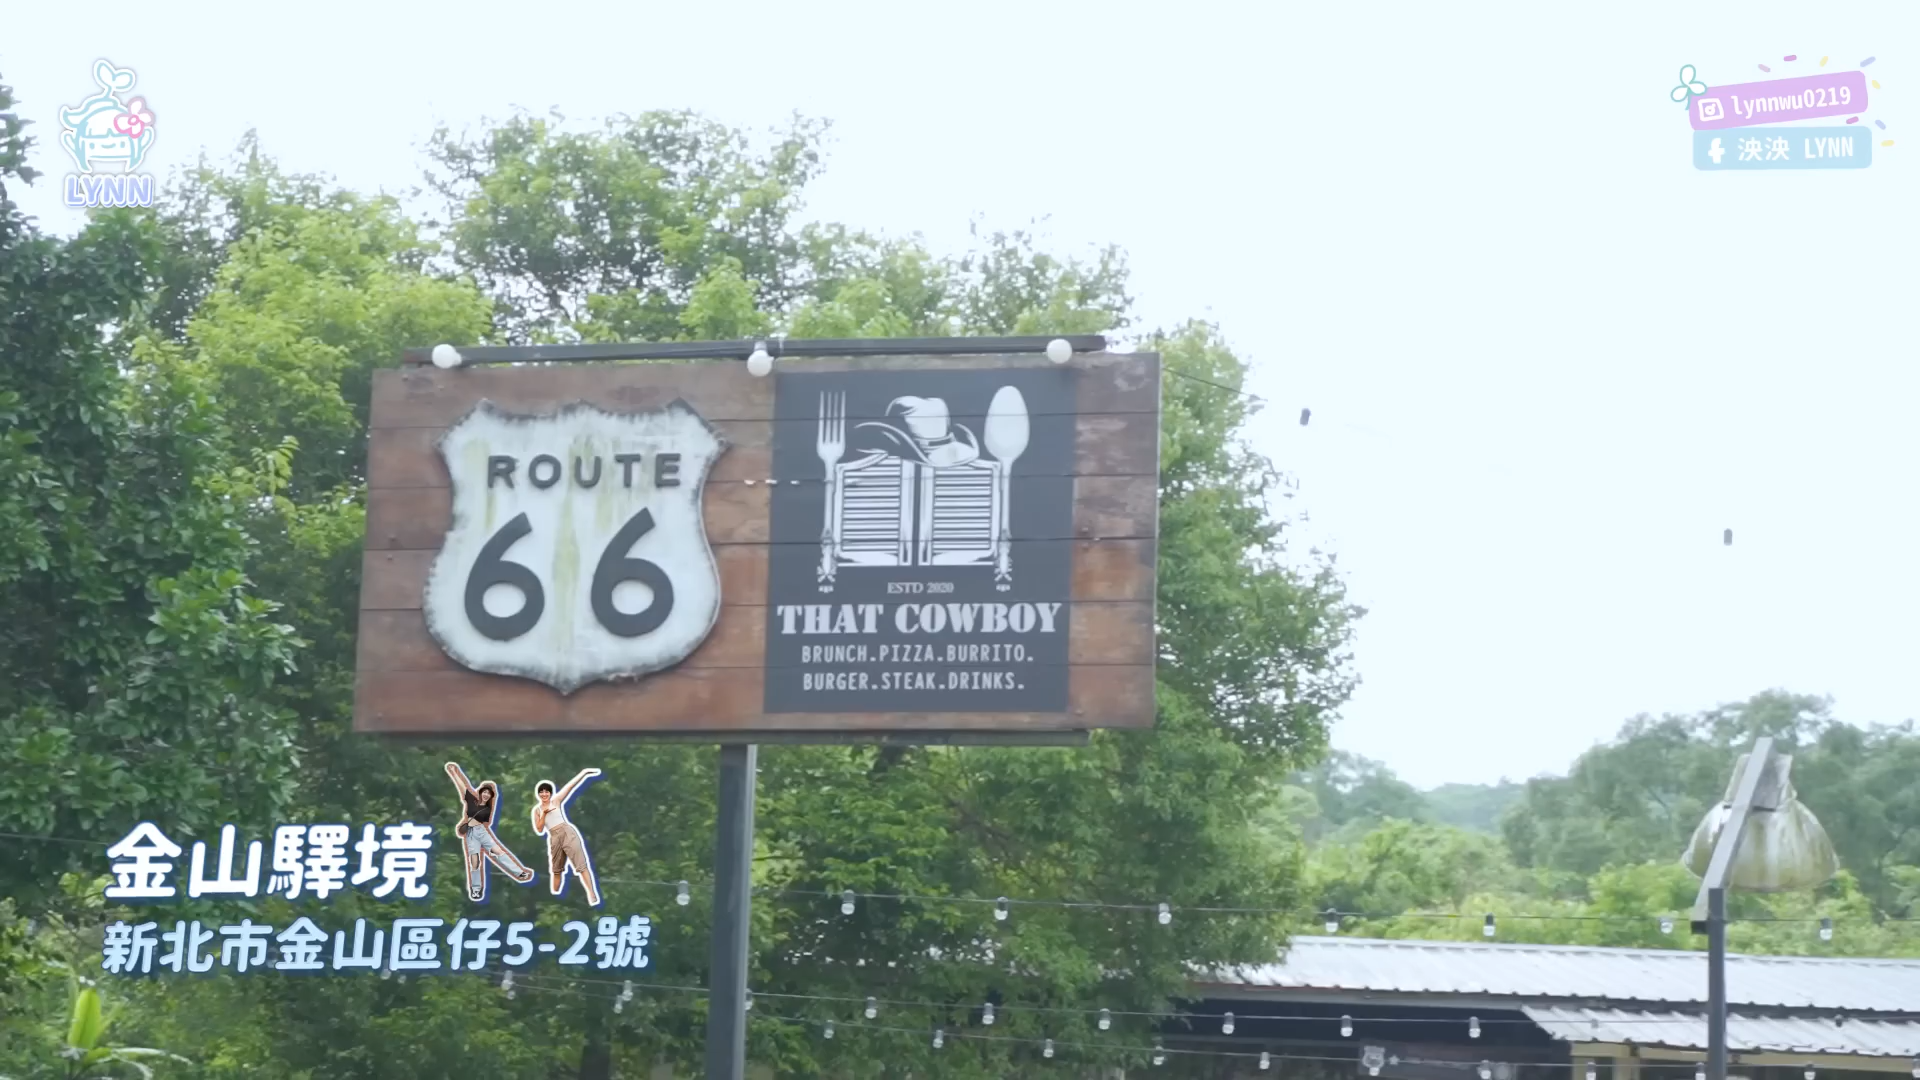 LYNN
lynnwu0219
泱泱 LYNN
ROUTE
66
ESTD 2020
THAT COWBOY
BRUNCH.PIZZA.BURRITO.
BURGER.STEAK.DRINKS.
金山驛境
新北市金山區仔5-2號